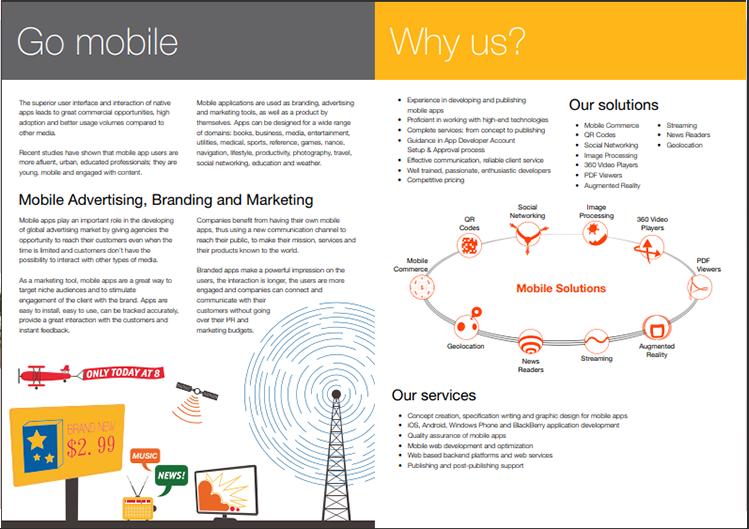 Go mobile
The superior user interface and interaction of native
apps leads to great commercial opportunities, high
adoption and better usage volumes compared to
other media.
Recent studies have shown that mobile app users are
more afluent, urban, educated professionals; they are
young, mobile and engaged with content.
Mobile applications are used as branding, advertising
and marketing tools, as well as a product by
themselves. Apps can be designed for a wide range
of domains: books, business, media, entertainment,
utilities, medical, sports, reference, games, nance,
navigation, lifestyle, productivity, photography, travel,
social networking, education and weather.
Mobile Advertising, Branding and Marketing
Mobile apps play an important role in the developing
of global advertising market by giving agencies the
opportunity to reach their customers even when the
time is limited and customers don't have the
possibility to interact with other types of media.
As a marketing tool, mobile apps are a great way to
target niche audiences and to stimulate
engagement of the client with the brand. Apps are
easy to install, easy to use, can be tracked accurately,
provide a great interaction with the customers and
instant feedback.
Companies benefit from having their own mobile
apps, thus using a new communication channel to
reach their public, to make their mission, services and
their products known to the world.
Branded apps make a powerful impression on the
users, the interaction is longer, the users are more
engaged and companies can connect and
communicate with their
customers without going
over their PR and
marketing budgets.
ONLY TODAY AT 8
BRAND NEW
$2.99
MUSIC
NEWS!
Why us?
• Experience in developing and publishing
mobile apps
• Proficient in working with high-end technologies
• Complete services: from concept to publishing
• Guidance in App Developer Account
Setup & Approval process
• Effective communication, reliable client service
• Well trained, passionate, enthusiastic developers
• Competitive pricing
Our solutions
• Mobile Commerce
• QR Codes
• Social Networking
• Image Processing
• 360 Video Players
• PDF Viewers
• Augmented Reality
• Streaming
• News Readers
• Geolocation
QR
Codes
Social
Networking
Image
Processing
360 Video
Players
Mobile
Commerce
PDF
Viewers
Mobile Solutions
Geolocation
News
Readers
Streaming
Augmented
Reality
Our services
• Concept creation, specification writing and graphic design for mobile apps
• iOS, Android, Windows Phone and BlackBerry application development
• Quality assurance of mobile apps
• Mobile web development and optimization
• Web based backend platforms and web services
• Publishing and post-publishing support